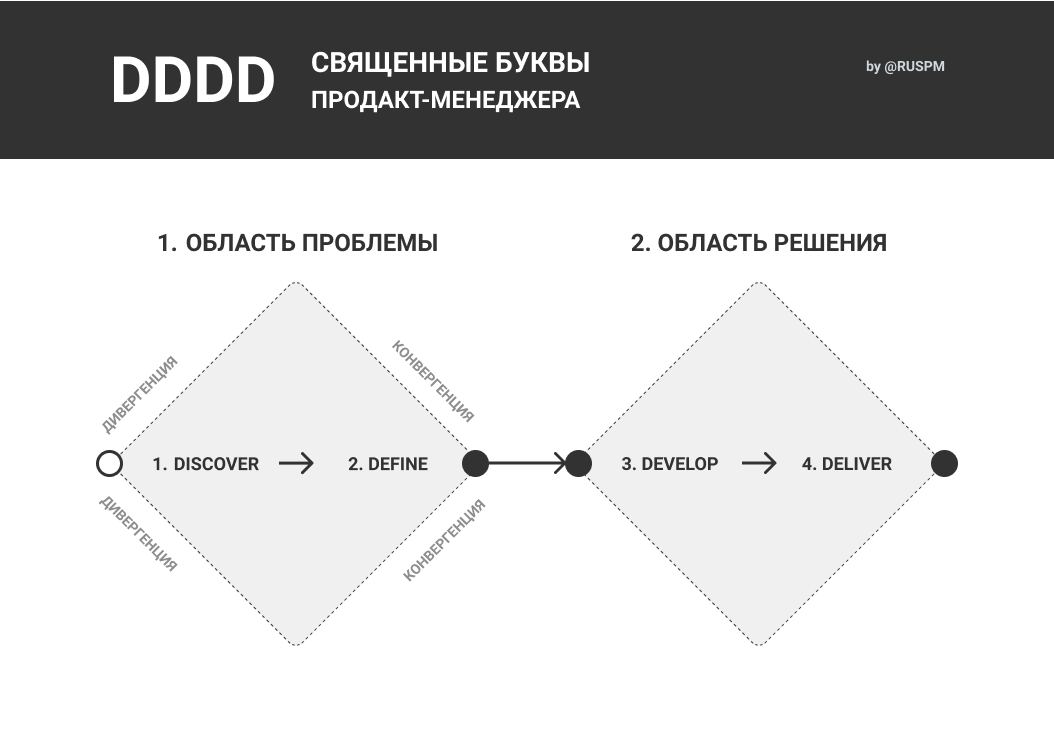 DDDD
СВЯЩЕННЫЕ БУКВЫ
ПРОДАКТ-МЕНЕДЖЕРА
by @RUSPM
1. ОБЛАСТЬ ПРОБЛЕМЫ
2. ОБЛАСТЬ РЕШЕНИЯ
ДИВЕРГЕНЦИЯ
КОНВЕРГЕНЦИЯ
1. DISCOVER
2. DEFINE
3. DEVELOP
4. DELIVER
ДИВЕРГЕНЦИЯ
КОНВЕРГЕНЦИЯ